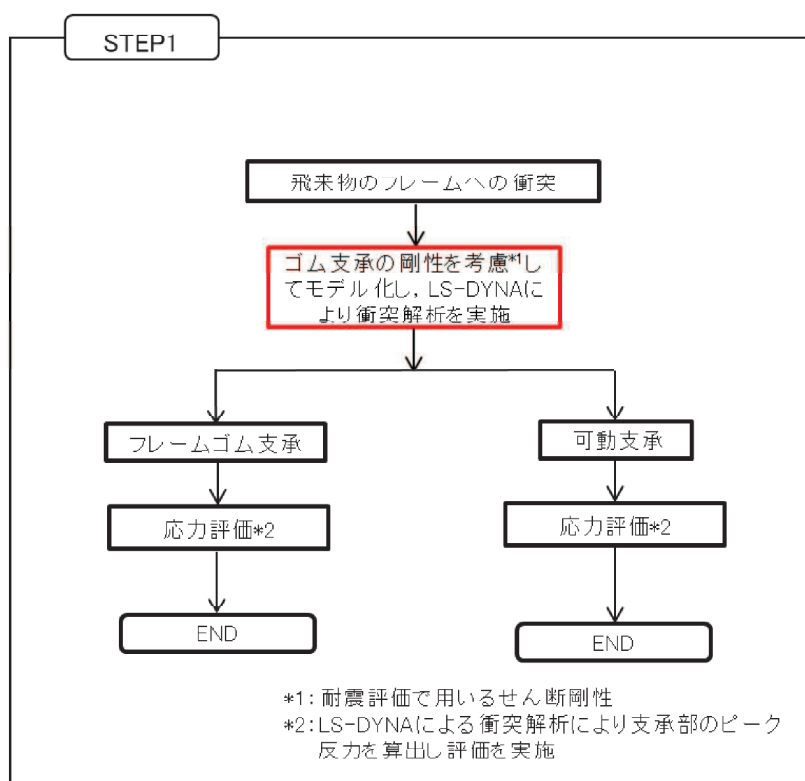 STEP1
飛来物のフレームへの衝突
ゴム支承の剛性を考慮*1し
てモデル化し，LS-DYNAに
より衝突解析を実施
フレームゴム支承
可動支承
応力評価*2
応力評価*2
END
END
*1：耐震評価で用いるせん断剛性
*2：LS-DYNAによる衝突解析により支承部のピーク
反力を算出し評価を実施